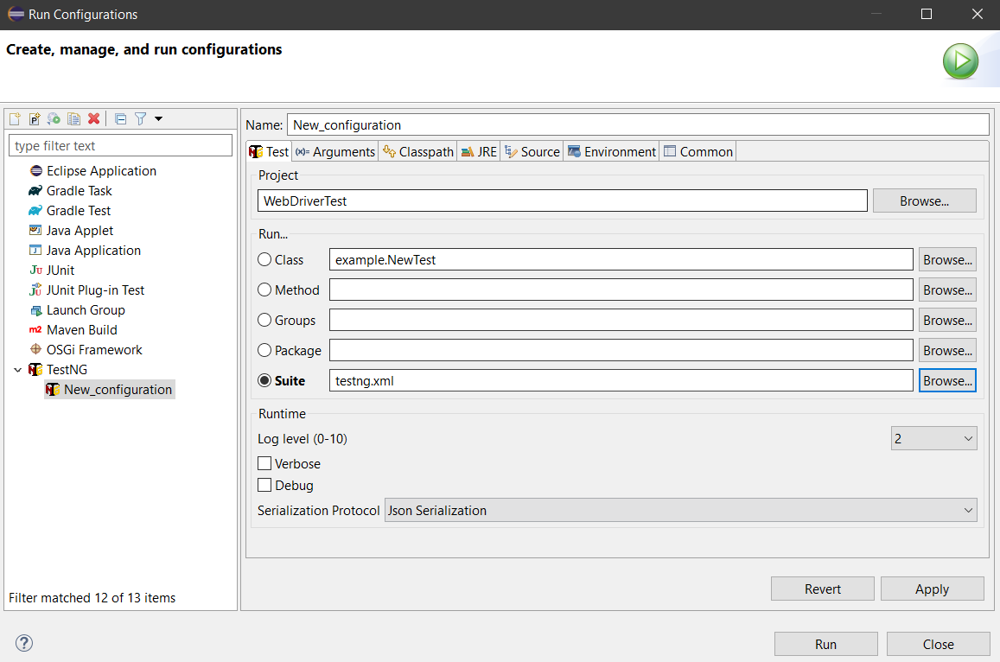 Run Configurations
Create, manage, and run configurations
type filter text
Eclipse Application
Gradle Task
Gradle Test
Java Applet
Java Application
JUnit
JUnit Plug-in Test
Launch Group
Maven Build
OSGi Framework
TestNG
New_configuration
Filter matched 12 of 13 items
Name: New_configuration
Test Arguments Classpath JRE Source Environment Common
Project
WebDriverTest Browse...
Run...
Class example.NewTest Browse...
Method Browse...
Groups Browse...
Package Browse...
Suite testng.xml Browse...
Runtime
Log level (0-10) 2
Verbose
Debug
Serialization Protocol Json Serialization
Revert Apply
Run Close